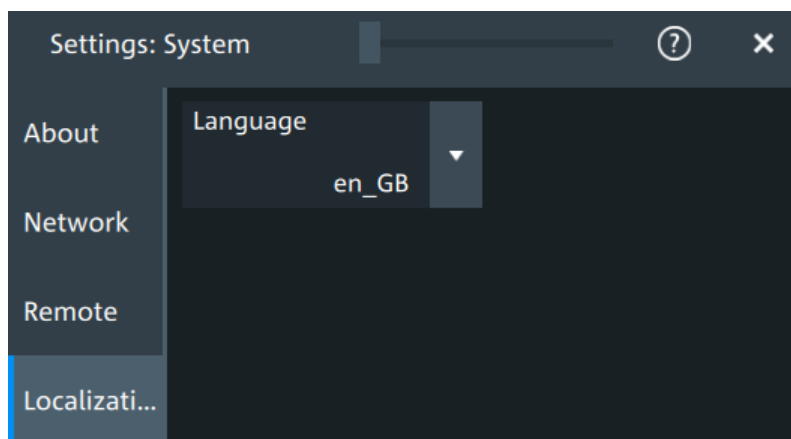 Settings: System
?
×
About
Language
en_GB
Network
Remote
Localizati...